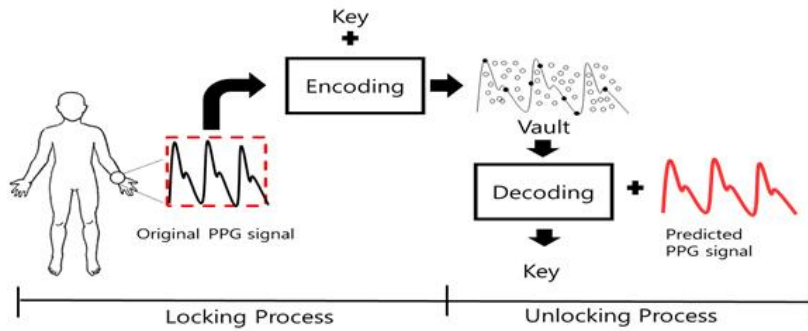 Key
Encoding
Vault
Decoding
Original PPG signal
Predicted
PPG signal
Key
Locking Process
Unlocking Process